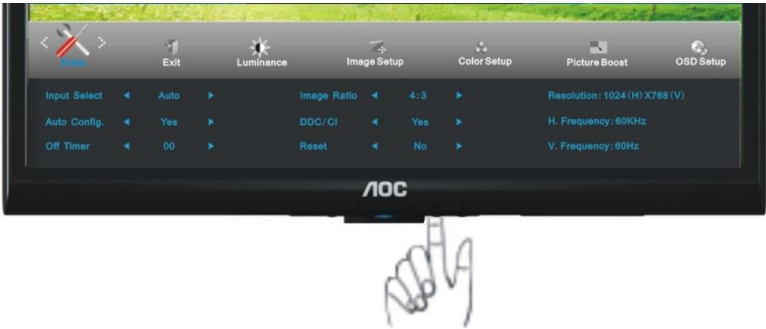 Extra
Exit
Luminance
Image Setup
Color Setup
Picture Boost
OSD Setup
Input Select Auto Image Ratio 4:3 Resolution: 1024(H)X768(V)
Auto Config. Yes DDC/CI Yes H. Frequency: 60KHz
Off Timer 00 Reset No V. Frequency: 60Hz
AOC